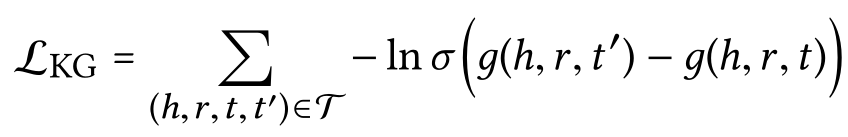 ℒ_KG = ∑_{(h, r, t, t′)∈𝒯} − ln σ(g(h, r, t′) − g(h, r, t))